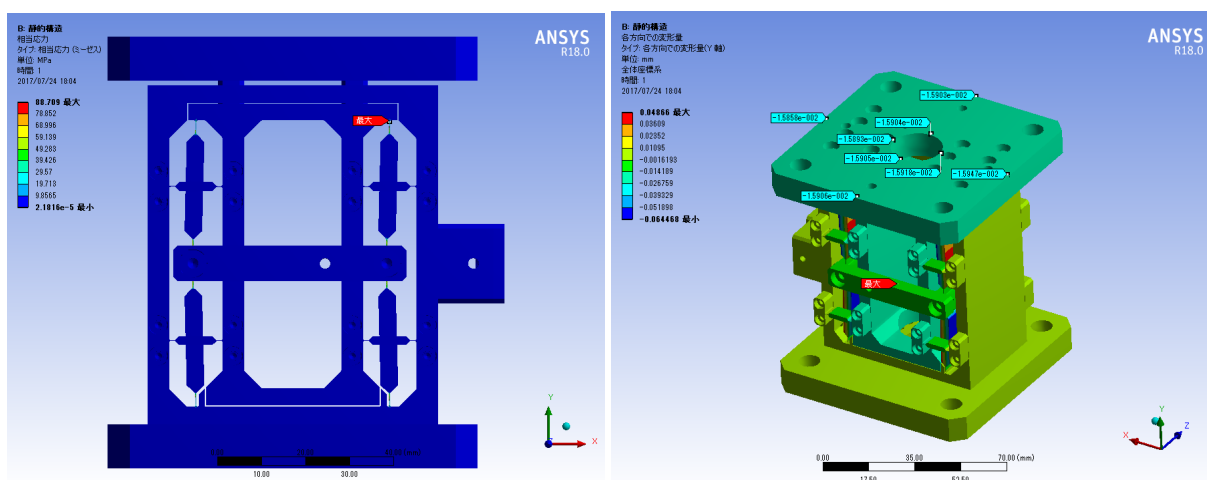 B: 静的構造
相当応力
タイプ: 相当応力 (ミーゼス)
単位: MPa
時間: 1
2017/07/24 18:04
88.709 最大
78.852
68.996
59.139
49.283
39.426
29.57
19.713
9.8565
2.1816e-5 最小
ANSYS
R18.0
最大
Y
X
10.00
30.00
B: 静的構造
各方向での変形量
タイプ: 各方向での変形量(Y 軸)
単位: mm
全体座標系
時間: 1
2017/07/24 18:04
0.04866 最大
0.03609
0.02352
0.01095
-0.0016193
-0.014189
-0.026759
-0.039329
-0.051898
-0.064468 最小
ANSYS
R18.0
-1.5903e-002
-1.5858e-002
-1.5904e-002
-1.5893e-002
-1.5905e-002
-1.5918e-002
-1.5947e-002
-1.5906e-002
最大
Y
X
Z
0.00
35.00
70.00 (mm)
17.50
52.50